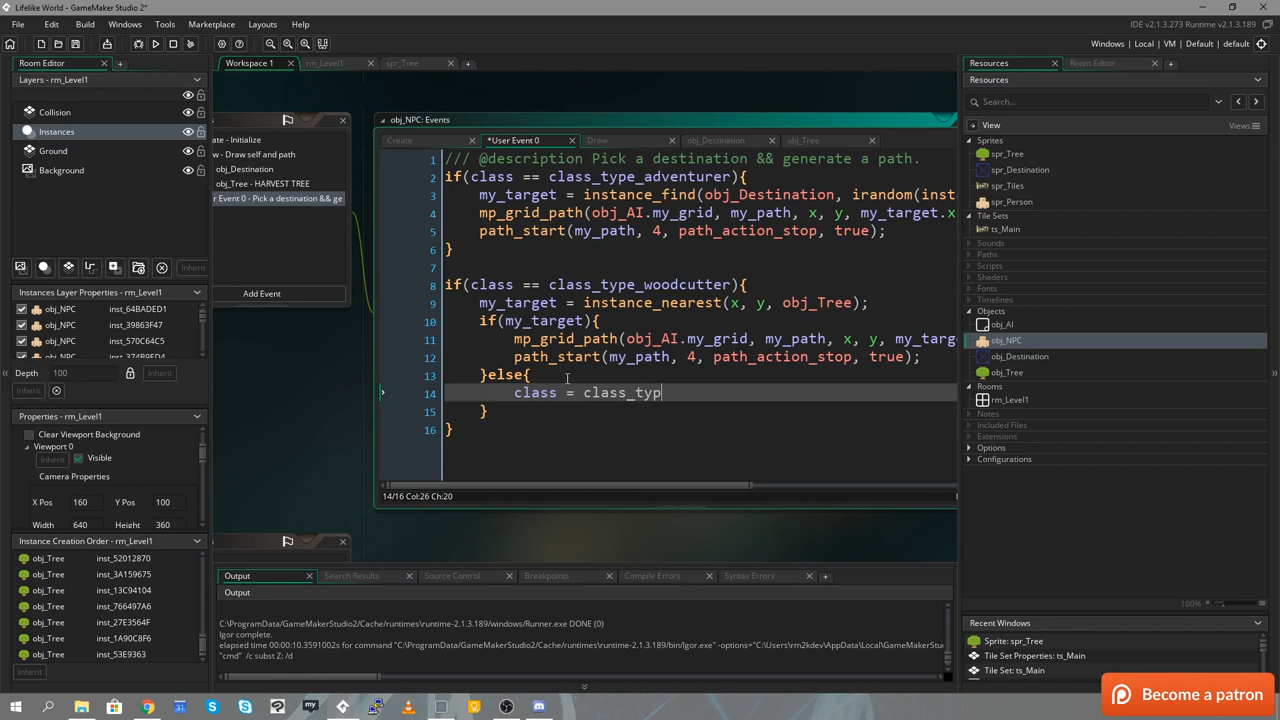 Lifelike World - GameMaker Studio 2*
File Edit Build Windows Tools Marketplace Layouts Help
IDE v2.1.3.273 Runtime v2.1.3.189
Windows | Local | VM | Default | default
Room Editor
Layers - rm_Level1
Collision
Instances
Ground
Background
Inherit
Instances Layer Properties - rm_Level1
obj_NPC inst_64BADED1
obj_NPC inst_39863F47
obj_NPC inst_570C64C5
obj_NPC inst_374B9FD4
Depth 100 Inherit
Inherit
Properties - rm_Level1
Clear Viewport Background
Viewport 0
Inherit Visible
Camera Properties
X Pos 160 Y Pos 100
Width 640 Height 360
Instance Creation Order - rm_Level1
obj_Tree inst_52012870
obj_Tree inst_3A159675
obj_Tree inst_13C94104
obj_Tree inst_766497A6
obj_Tree inst_27E3564F
obj_Tree inst_1A90C8F6
obj_Tree inst_53E9363
Inherit
Workspace 1 rm_Level1 spr_Tree
ate - Initialize
w - Draw self and path
obj_Destination
obj_Tree - HARVEST TREE
r Event 0 - Pick a destination && ge
Add Event
obj_NPC: Events
Create *User Event 0 Draw obj_Destination obj_Tree
1 /// @description Pick a destination && generate a path.
2 if(class == class_type_adventurer){
3 my_target = instance_find(obj_Destination, irandom(inst
4 mp_grid_path(obj_AI.my_grid, my_path, x, y, my_target.x
5 path_start(my_path, 4, path_action_stop, true);
6 }
7
8 if(class == class_type_woodcutter){
9 my_target = instance_nearest(x, y, obj_Tree);
10 if(my_target){
11 mp_grid_path(obj_AI.my_grid, my_path, x, y, my_targ
12 path_start(my_path, 4, path_action_stop, true);
13 }else{
14 class = class_typ
15 }
16 }
14/16 Col:26 Ch:20
Output Search Results Source Control Breakpoints Compile Errors Syntax Errors
Output
C:\ProgramData/GameMakerStudio2/Cache/runtimes\runtime-2.1.3.189/windows/Runner.exe DONE (0)
Igor complete.
elapsed time 00:00:10.3591002s for command "C:\ProgramData/GameMakerStudio2/Cache/runtimes\runtime-2.1.3.189/bin/Igor.exe" -options="C:\Users\rm2kdev\AppData\Local\GameMakerSt
"cmd" /c subst Z: /d
Resources Room Editor
Resources
Search...
View Views
Sprites
spr_Tree
spr_Destination
spr_Tiles
spr_Person
Tile Sets
ts_Main
Sounds
Paths
Scripts
Shaders
Fonts
Timelines
Objects
obj_AI
obj_NPC
obj_Destination
obj_Tree
Rooms
rm_Level1
Notes
Included Files
Extensions
Options
Configurations
100%
Recent Windows
Sprite: spr_Tree
Tile Set Properties: ts_Main
Tile Set: ts_Main
Become a patron
my